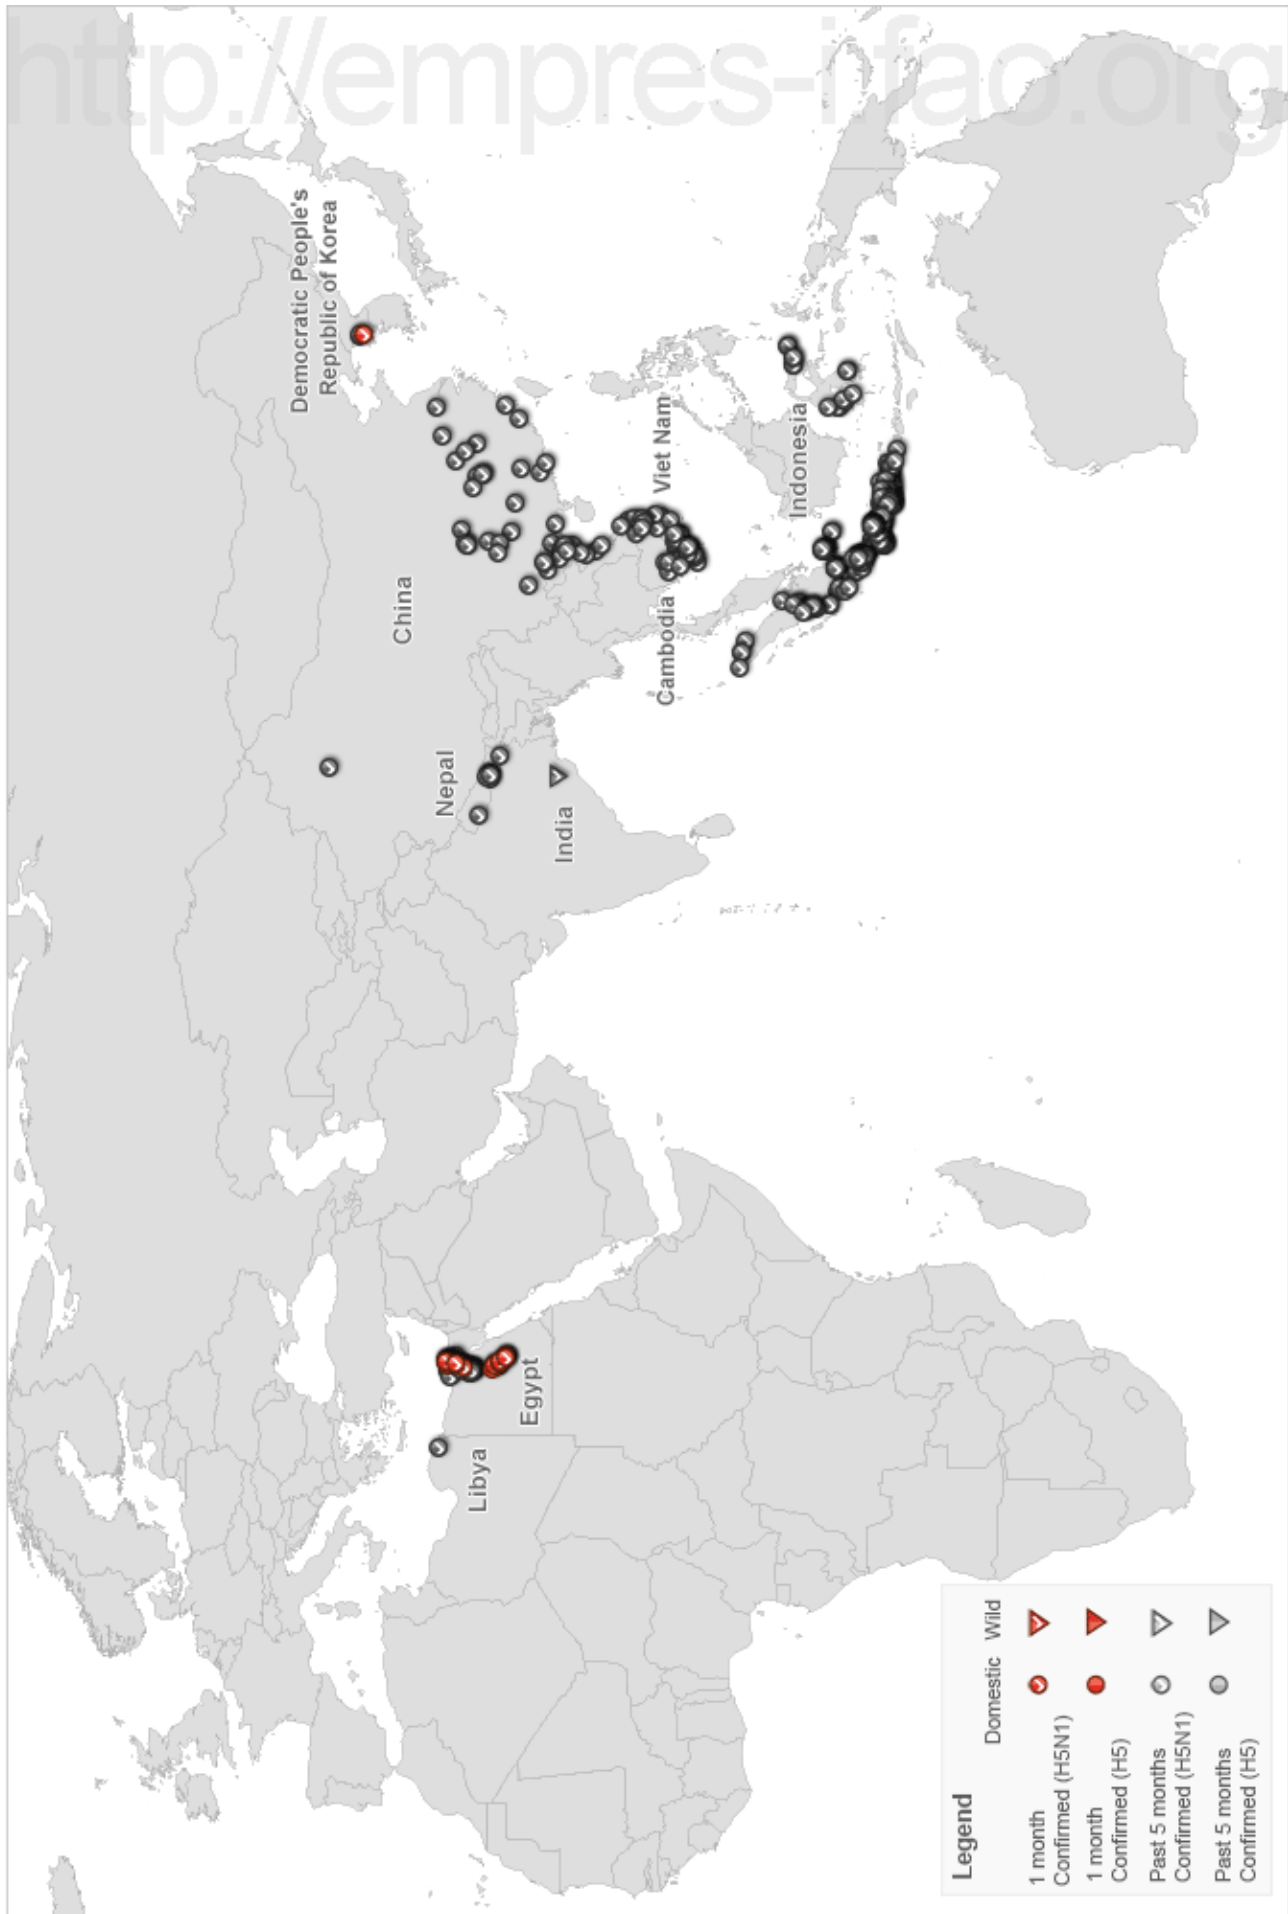 http://empres-i.fao.org
Democratic People's
Republic of Korea
China
Nepal
India
Viet Nam
Cambodia
Indonesia
Egypt
Libya
Legend
Domestic Wild
1 month
Confirmed (H5N1)
1 month
Confirmed (H5)
Past 5 months
Confirmed (H5N1)
Past 5 months
Confirmed (H5)